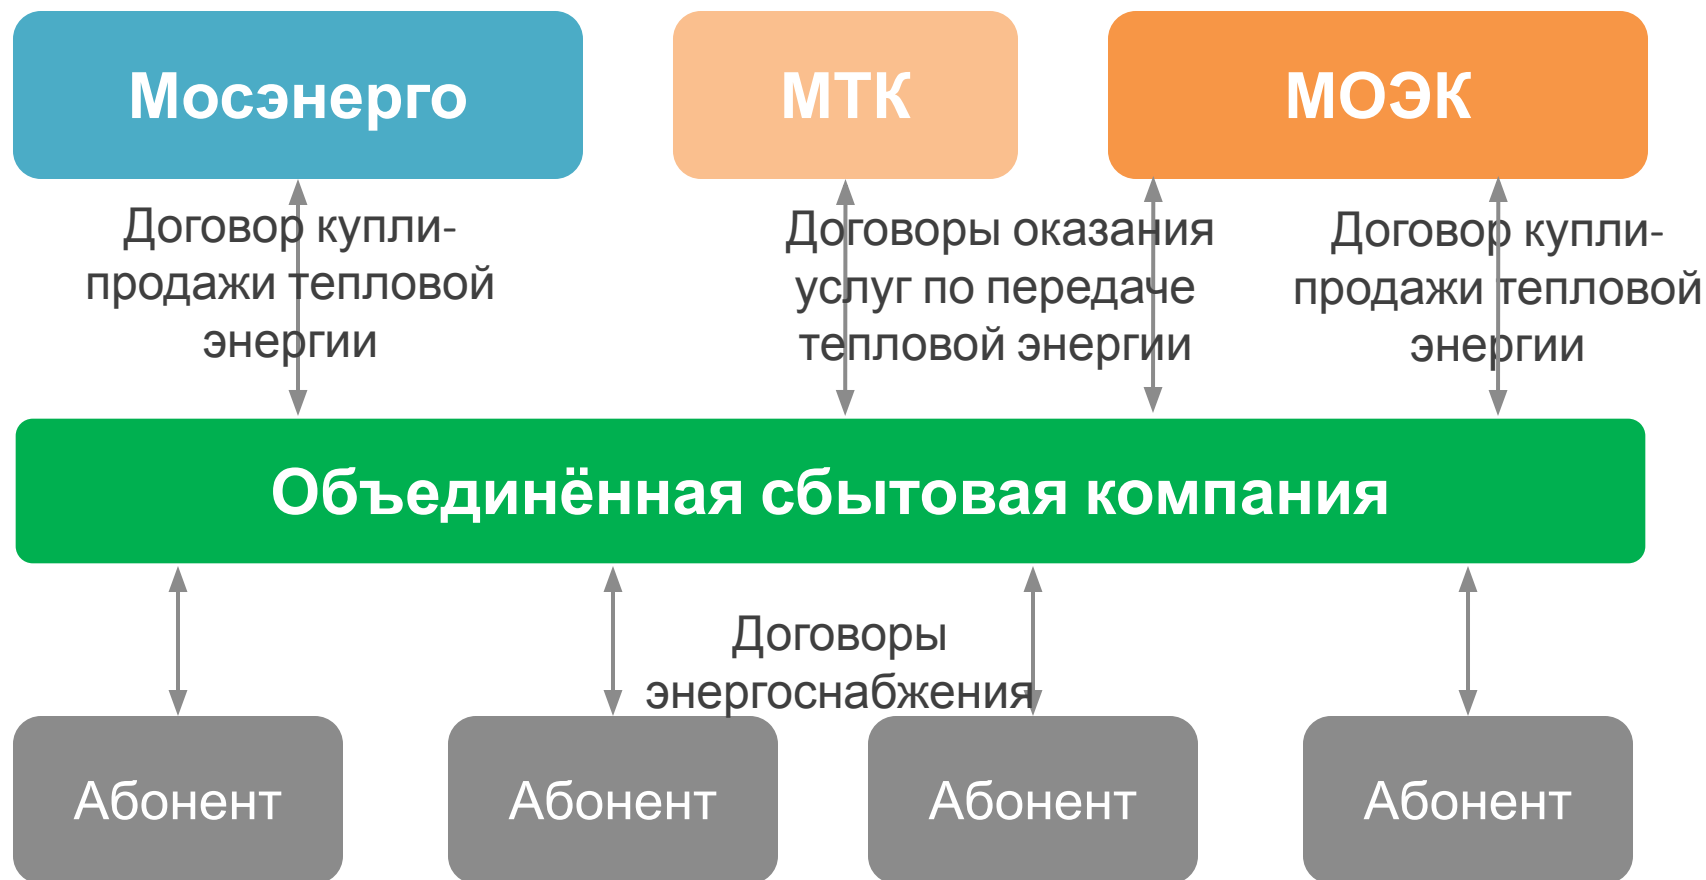 Мосэнерго
МТК
МОЭК
Договор купли-
продажи тепловой
энергии
Договоры оказания
услуг по передаче
тепловой энергии
Договор купли-
продажи тепловой
энергии
Объединённая сбытовая компания
Договоры
энергоснабжения
Абонент
Абонент
Абонент
Абонент